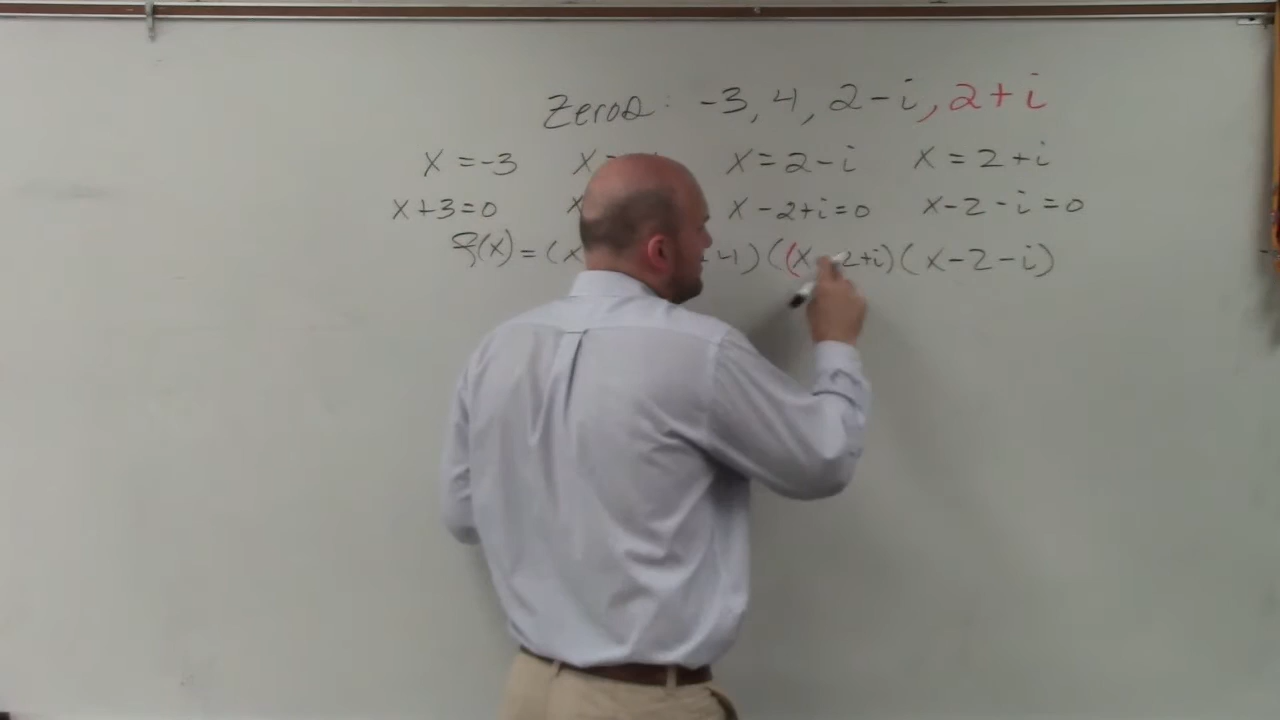 Zeros: -3, 4, 2-i, 2+i
x=-3 x= x=2-i x=2+i
x+3=0 x x-2+i=0 x-2-i=0
f(x)=(x 4)((x-2+i)(x-2-i)